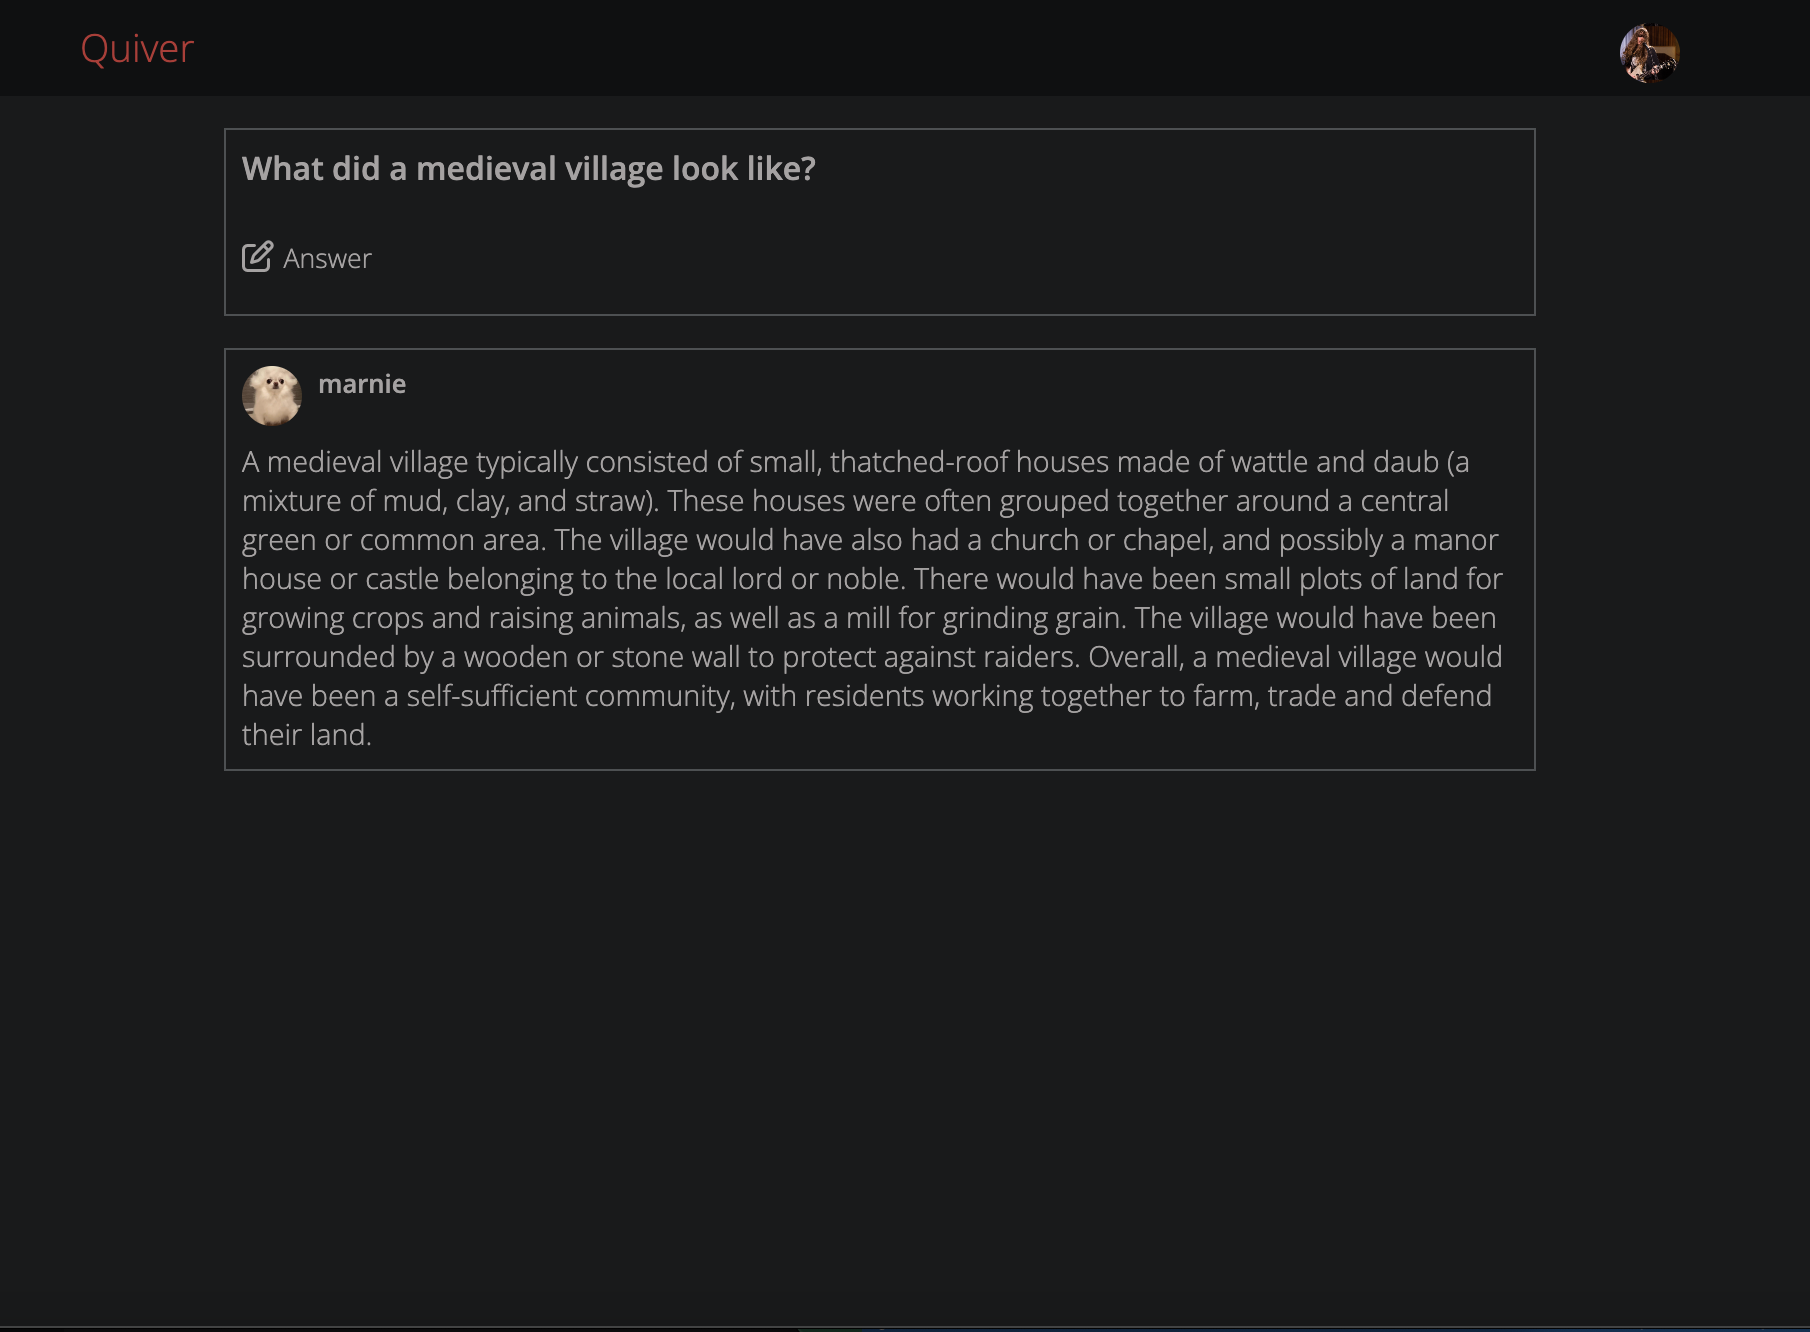 Quiver
What did a medieval village look like?
Answer
marnie
A medieval village typically consisted of small, thatched-roof houses made of wattle and daub (a
mixture of mud, clay, and straw). These houses were often grouped together around a central
green or common area. The village would have also had a church or chapel, and possibly a manor
house or castle belonging to the local lord or noble. There would have been small plots of land for
growing crops and raising animals, as well as a mill for grinding grain. The village would have been
surrounded by a wooden or stone wall to protect against raiders. Overall, a medieval village would
have been a self-sufficient community, with residents working together to farm, trade and defend
their land.